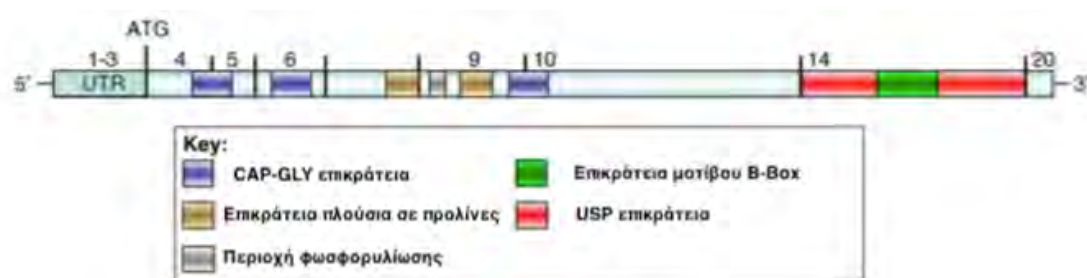 ATG
1-3 4 5 6 9 10 14 20
5' UTR 3'
Key:
CAP-GLY επικράτεια
Επικράτεια μοτίβου B-Box
Επικράτεια πλούσια σε προλίνες
USP επικράτεια
Περιοχή φωσφορυλίωσης